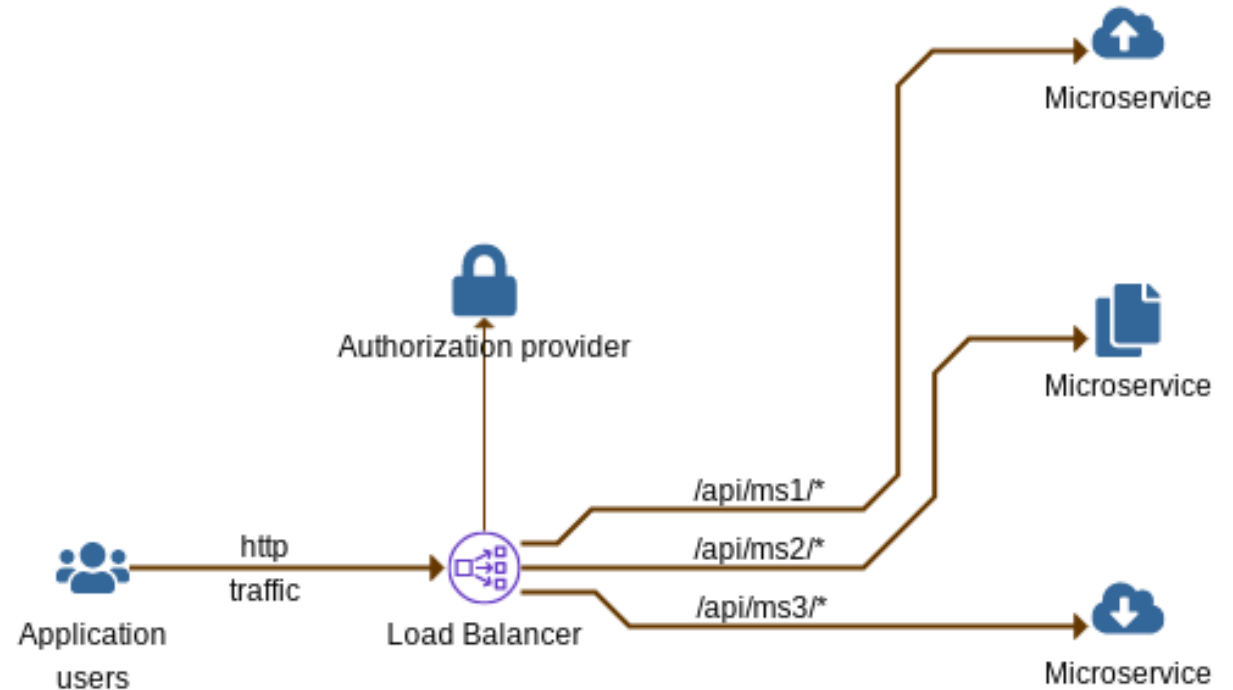 Microservice
Authorization provider
Microservice
/api/ms1/*
http
traffic
/api/ms2/*
/api/ms3/*
Application
users
Load Balancer
Microservice